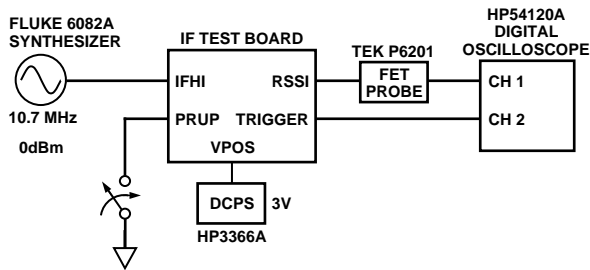 FLUKE 6082A
SYNTHESIZER
10.7 MHz
0dBm
IF TEST BOARD
IFHI
RSSI
PRUP
TRIGGER
VPOS
DCPS
3V
HP3366A
TEK P6201
FET
PROBE
HP54120A
DIGITAL
OSCILLOSCOPE
CH 1
CH 2